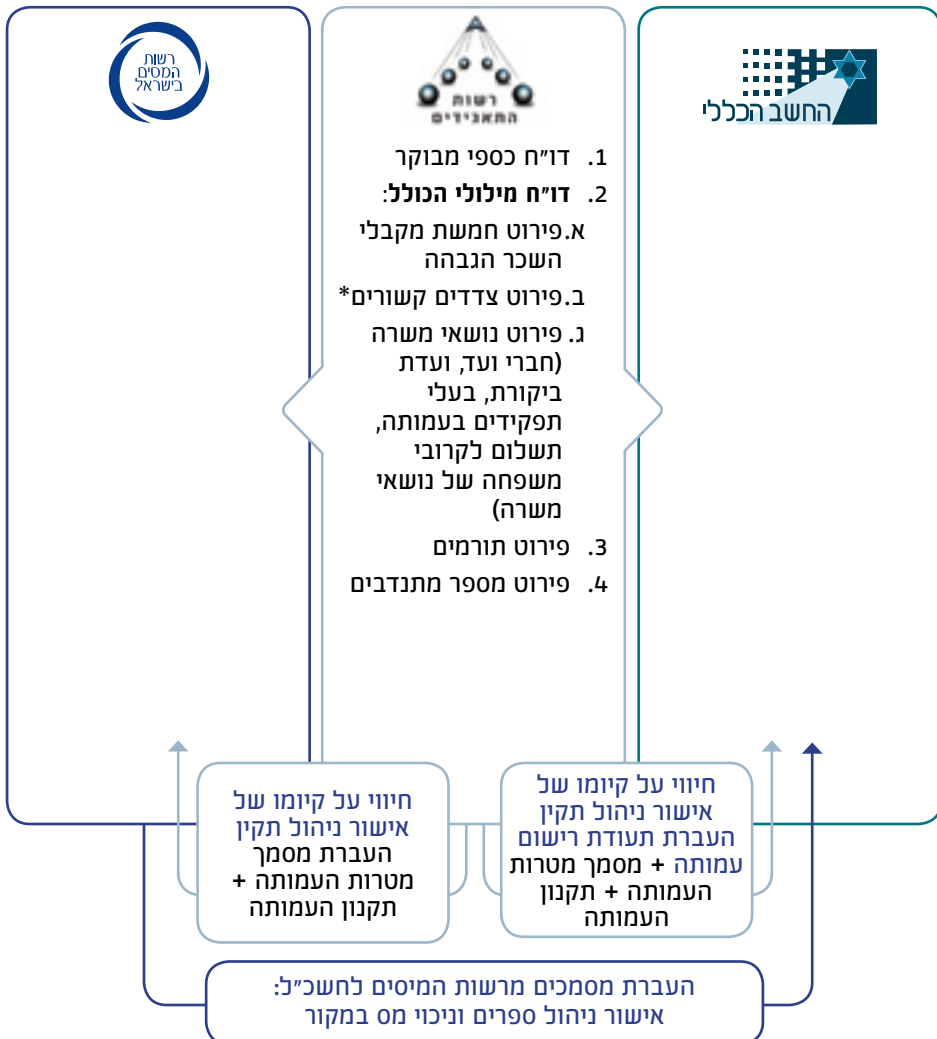 החשב הכללי
רשות
התאגידים
רשות
המסים
בישראל
1. דו"ח כספי מבוקר
2. דו"ח מילולי הכולל:
א.פירוט חמשת מקבלי
השכר הגבהה
ב.פירוט צדדים קשורים*
ג. פירוט נושאי משרה
(חברי ועד, ועדת
ביקורת, בעלי
תפקידים בעמותה,
תשלום לקרובי
משפחה של נושאי
משרה)
3. פירוט תורמים
4. פירוט מספר מתנדבים
חיווי על קיומו של
אישור ניהול תקין
העברת תעודת רישום
עמותה + מסמך מטרות
העמותה + תקנון
העמותה
חיווי על קיומו של
אישור ניהול תקין
העברת מסמך
מטרות העמותה +
תקנון העמותה
העברת מסמכים מרשות המיסים לחשכ"ל:
אישור ניהול ספרים וניכוי מס במקור